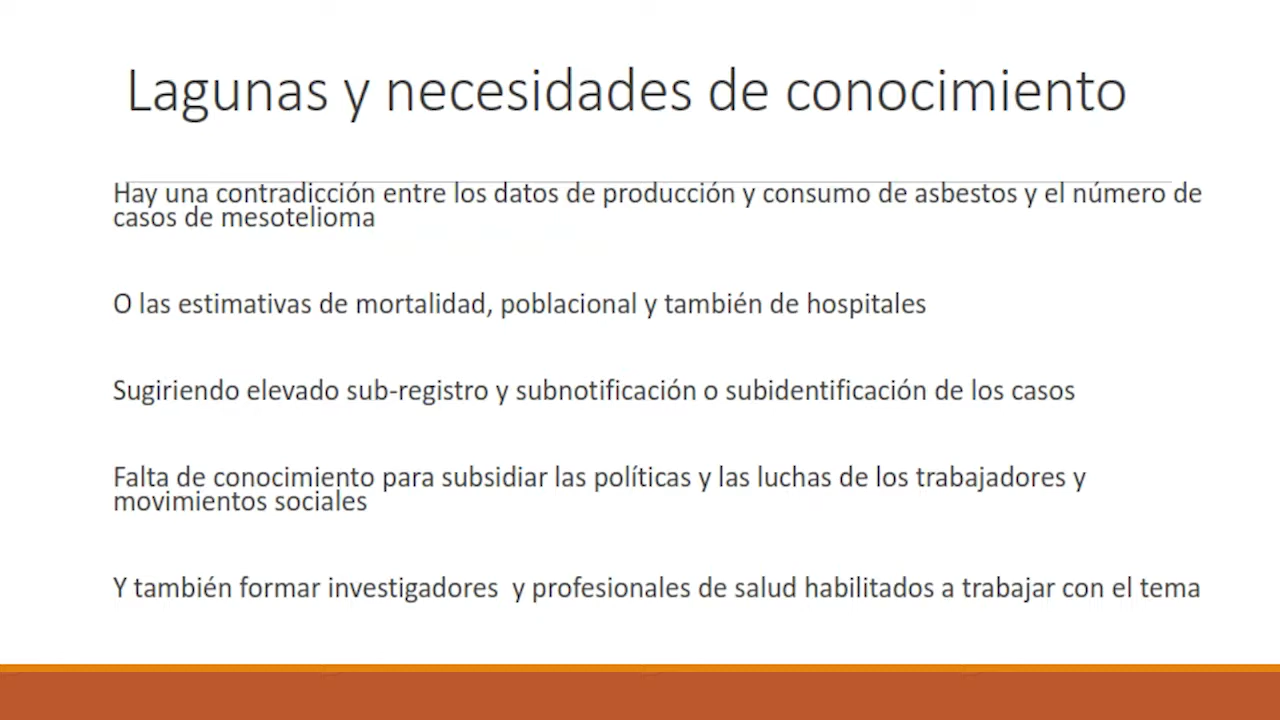 Lagunas y necesidades de conocimiento
Hay una contradicción entre los datos de producción y consumo de asbestos y el número de
casos de mesotelioma
O las estimativas de mortalidad, poblacional y también de hospitales
Sugiriendo elevado sub-registro y subnotificación o subidentificación de los casos
Falta de conocimiento para subsidiar las políticas y las luchas de los trabajadores y
movimientos sociales
Y también formar investigadores  y profesionales de salud habilitados a trabajar con el tema